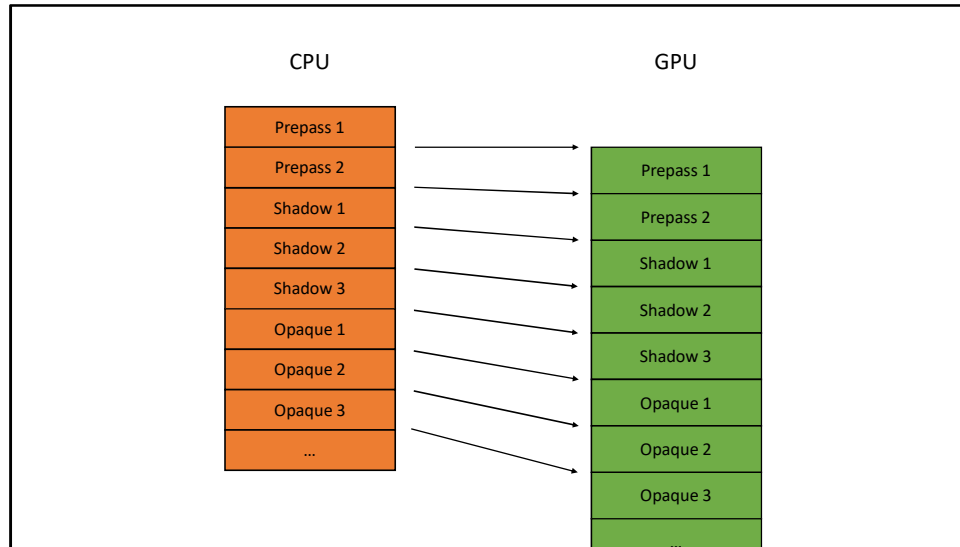 CPU
GPU
Prepass 1
Prepass 2
Shadow 1
Shadow 2
Shadow 3
Opaque 1
Opaque 2
Opaque 3
...
Prepass 1
Prepass 2
Shadow 1
Shadow 2
Shadow 3
Opaque 1
Opaque 2
Opaque 3
...